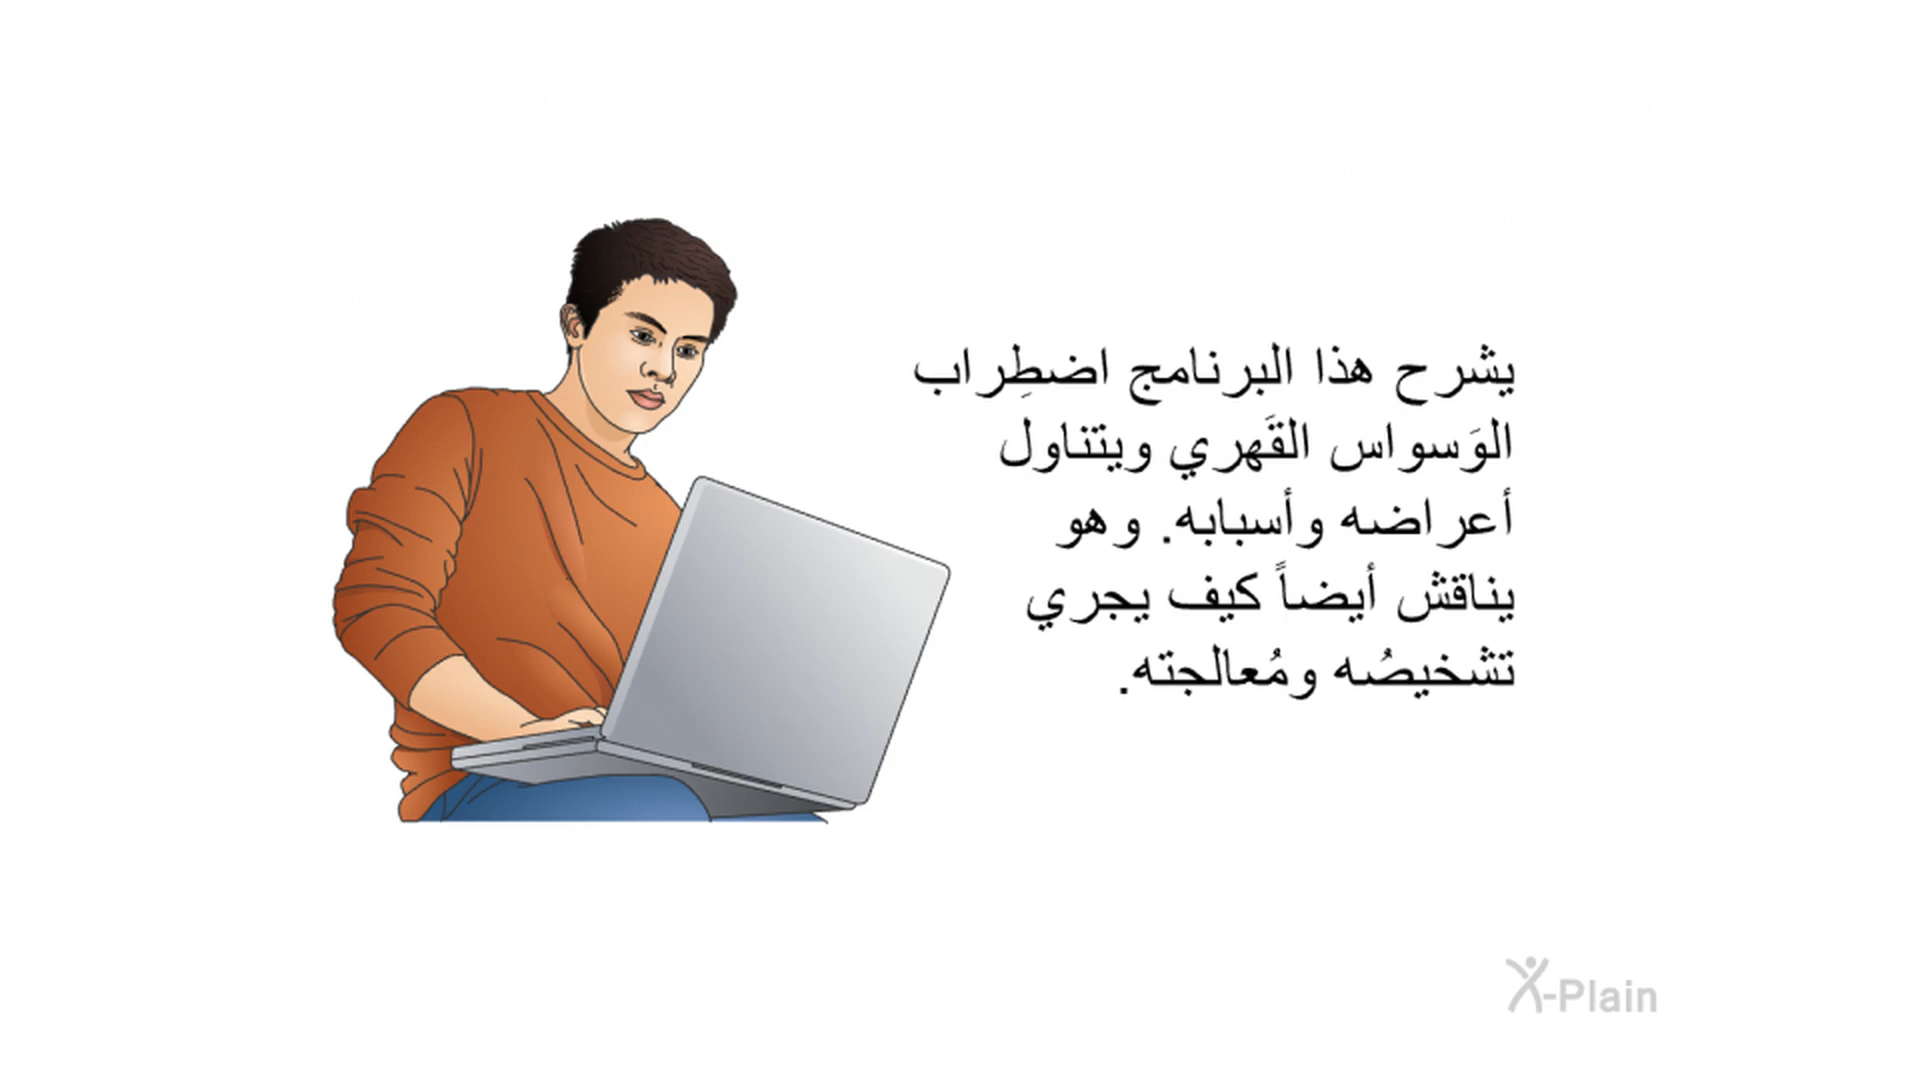 يشرح هذا البرنامج اضطِراب
الوَسواس القَهري ويتناول
أعراضه وأسبابه. وهو
يناقش أيضاً كيف يجري
تشخيصُه ومُعالجته.
X-Plain